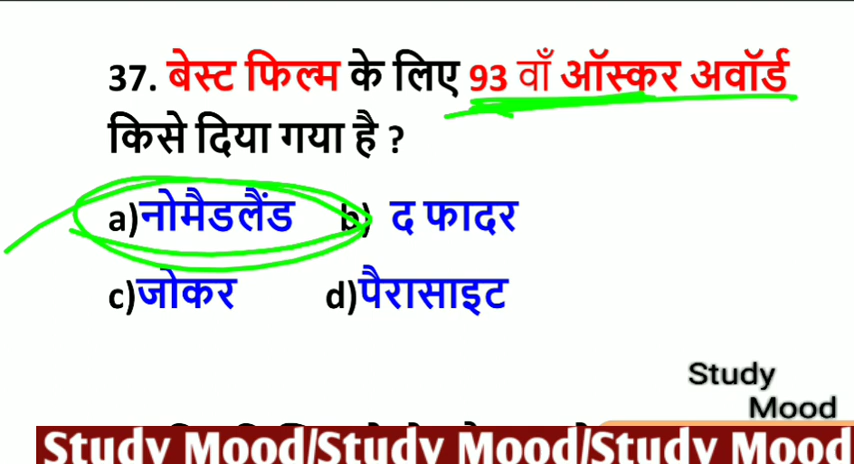 37. बेस्ट फिल्म के लिए 93 वाँ ऑस्कर अवॉर्ड
किसे दिया गया है ?
a)नोमैडलैंड b) द फादर
c)जोकर d)पैरासाइट
Study
Mood
Study Mood/Study Mood/Study Mood